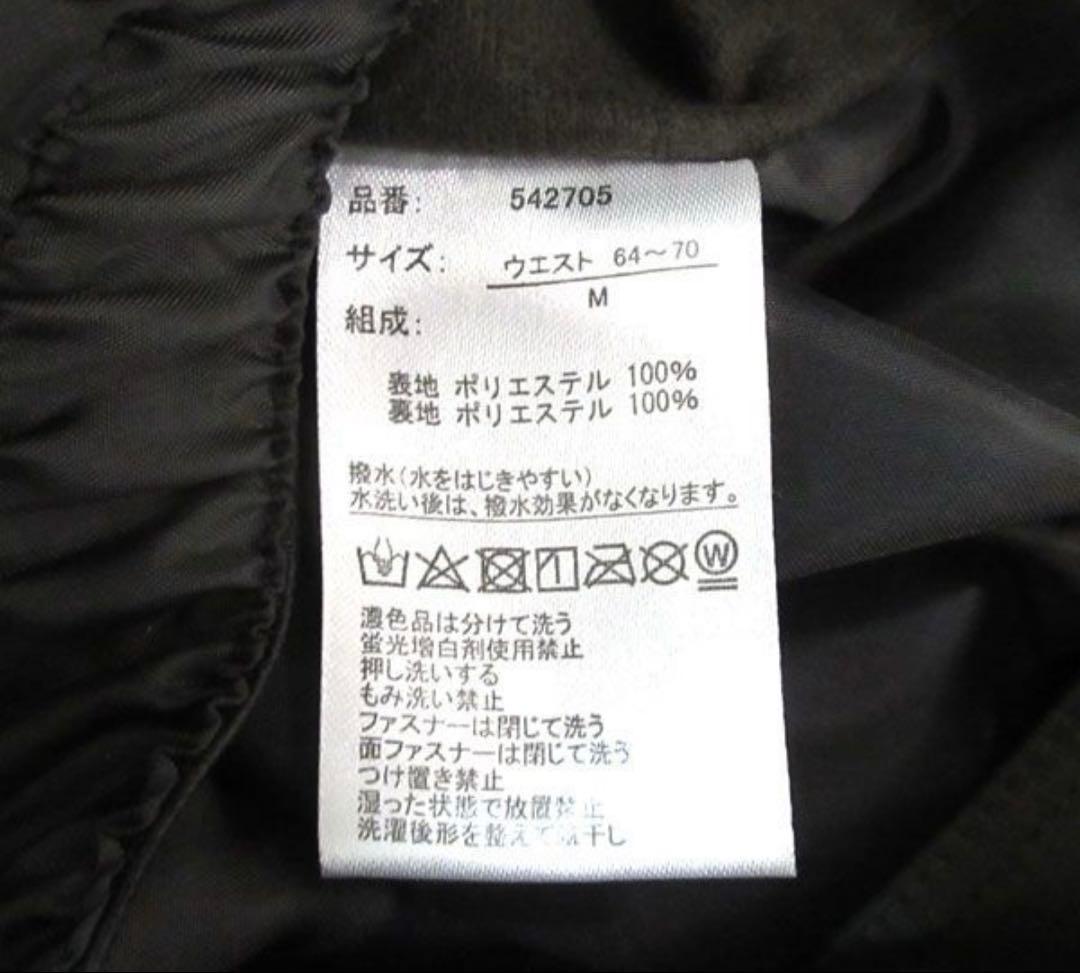 品番: 542705
サイズ: ウエスト 64～70
M
組成:
表地 ポリエステル 100%
裏地 ポリエステル 100%
撥水(水をはじきやすい)
水洗い後は、撥水効果がなくなります。
W
濃色品は分けて洗う
蛍光増白剤使用禁止
押し洗いする
もみ洗い禁止
ファスナーは閉じて洗う
面ファスナーは閉じて洗う
つけ置き禁止
湿った状態で放置禁止
洗濯後形を整えて干し